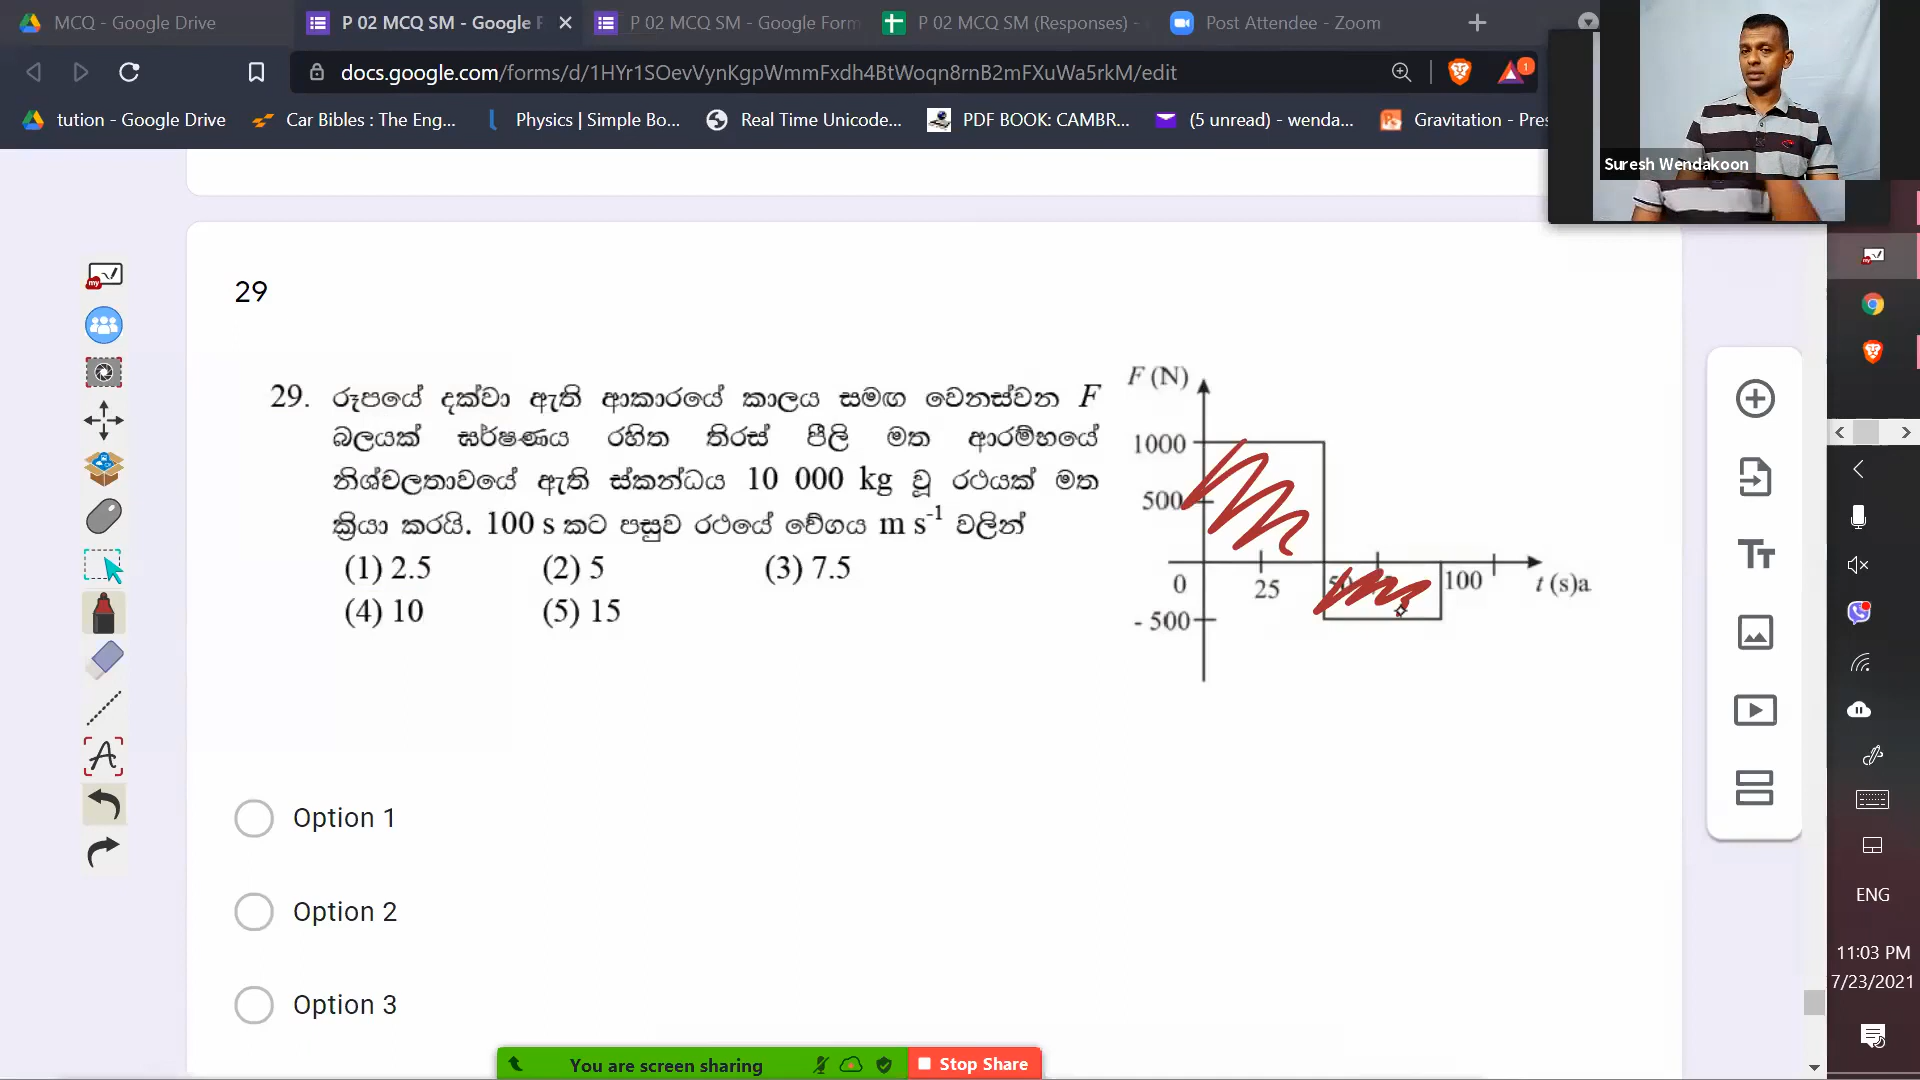 MCQ - Google Drive
P 02 MCQ SM - Google F
P 02 MCQ SM - Google Form
P 02 MCQ SM (Responses) -
Post Attendee - Zoom
docs.google.com/forms/d/1HYr1SOevVynKgpWmmFxdh4BtWoqn8rnB2mFXuWa5rkM/edit
1
tution - Google Drive
Car Bibles : The Eng...
Physics | Simple Bo...
Real Time Unicode...
PDF BOOK: CAMBR...
(5 unread) - wenda...
Gravitation - Pres
Suresh Wendakoon
29
29. රූපයේ දක්වා ඇති ආකාරයේ කාලය සමඟ වෙනස්වන F
බලයක් ඝර්ෂණය රහිත තිරස් පීලි මත ආරම්භයේ
නිශ්චලතාවයේ ඇති ස්කන්ධය 10 000 kg වූ රථයක් මත
ක්‍රියා කරයි. 100 s කට පසුව රථයේ වේගය m s⁻¹ වලින්
(1) 2.5 (2) 5 (3) 7.5
(4) 10 (5) 15
F (N)
1000
500
0 25 50 100 t (s)a
- 500
Option 1
Option 2
Option 3
You are screen sharing
Stop Share
ENG
11:03 PM
7/23/2021